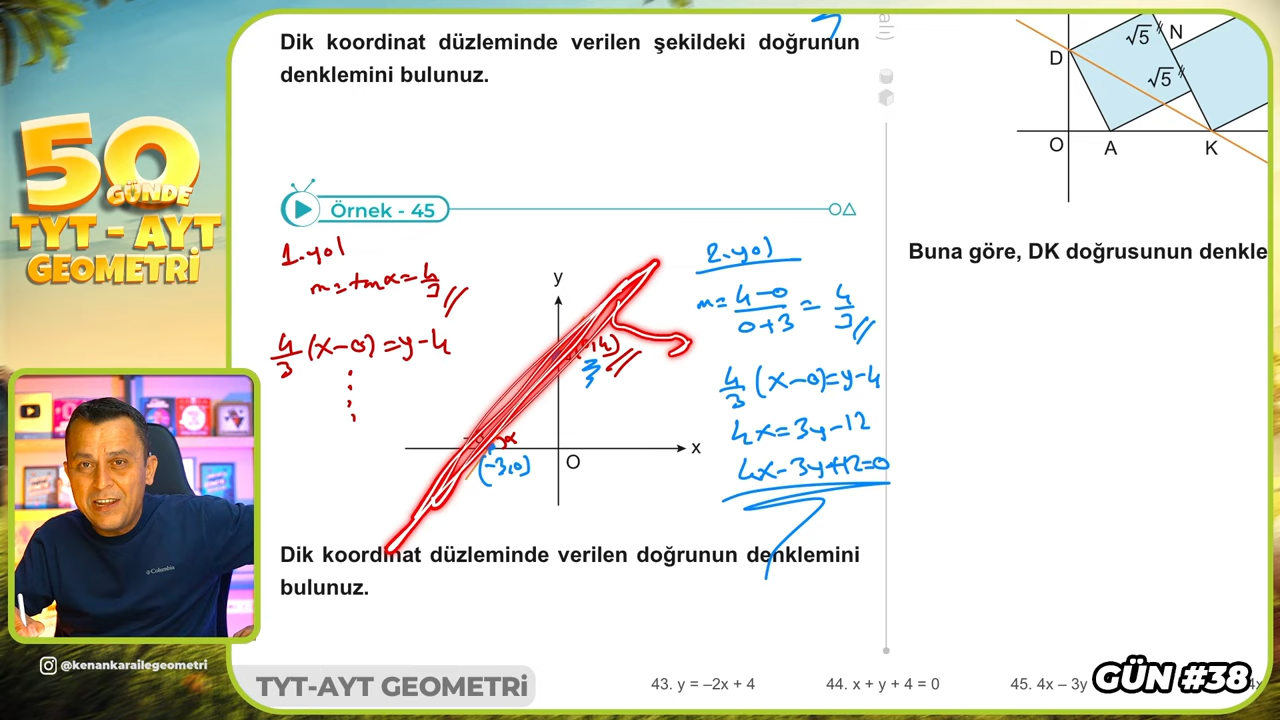 Dik koordinat düzleminde verilen şekildeki doğrunun
denklemini bulunuz.
50
GÜNDE
TYT - AYT
GEOMETRİ
Örnek - 45
1. yol
m = tanα = 4/3
4/3 (x-0) = y-4
y
x
O
α
(-3,0)
2. yol
m = 4-0/0+3 = 4/3
4/3 (x-0) = y-4
4x = 3y-12
4x-3y+12=0
Dik koordinat düzleminde verilen doğrunun denklemini
bulunuz.
√5
N
D
√5
O
A
K
Buna göre, DK doğrusunun denkle
Columbia
@kenankarailegeometri
TYT-AYT GEOMETRİ
43. y = –2x + 4
44. x + y + 4 = 0
45. 4x – 3y
GÜN #38